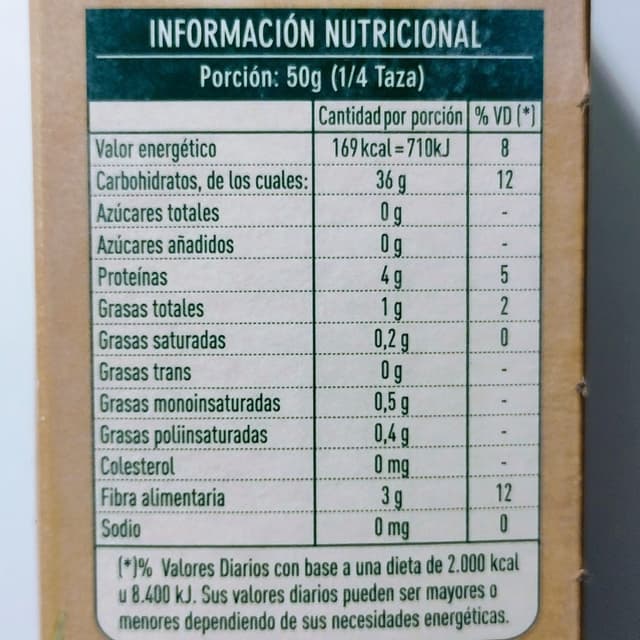 INFORMACIÓN NUTRICIONAL
Porción: 50g (1/4 Taza)
Cantidad por porción % VD (*)
Valor energético 169 kcal = 710kJ 8
Carbohidratos, de los cuales: 36 g 12
Azúcares totales 0 g -
Azúcares añadidos 0 g -
Proteínas 4 g 5
Grasas totales 1 g 2
Grasas saturadas 0,2 g 0
Grasas trans 0 g -
Grasas monoinsaturadas 0,5 g -
Grasas poliinsaturadas 0,4 g -
Colesterol 0 mg -
Fibra alimentaria 3 g 12
Sodio 0 mg 0
(*)% Valores Diarios con base a una dieta de 2.000 kcal
u 8.400 kJ. Sus valores diarios pueden ser mayores o
menores dependiendo de sus necesidades energéticas.